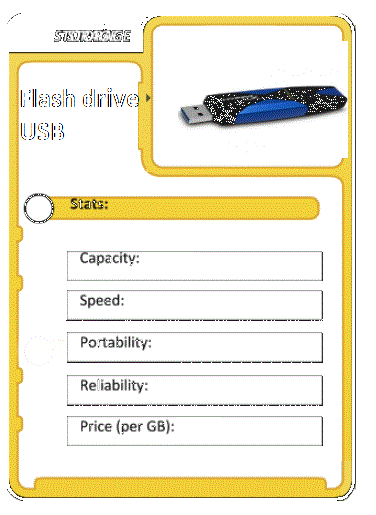 STORAGE
Flash drive
USB
Stats:
Capacity:
Speed:
Portability:
Reliability:
Price (per GB):